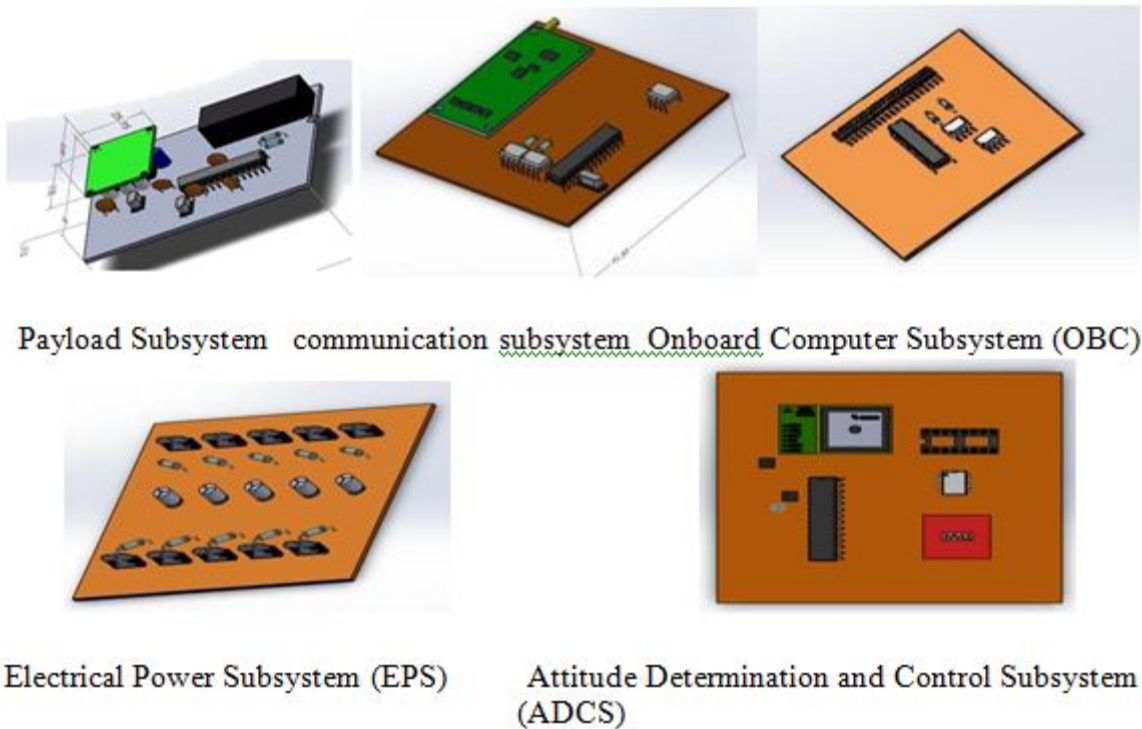 Payload Subsystem communication subsystem Onboard Computer Subsystem (OBC)
Electrical Power Subsystem (EPS) Attitude Determination and Control Subsystem
(ADCS)